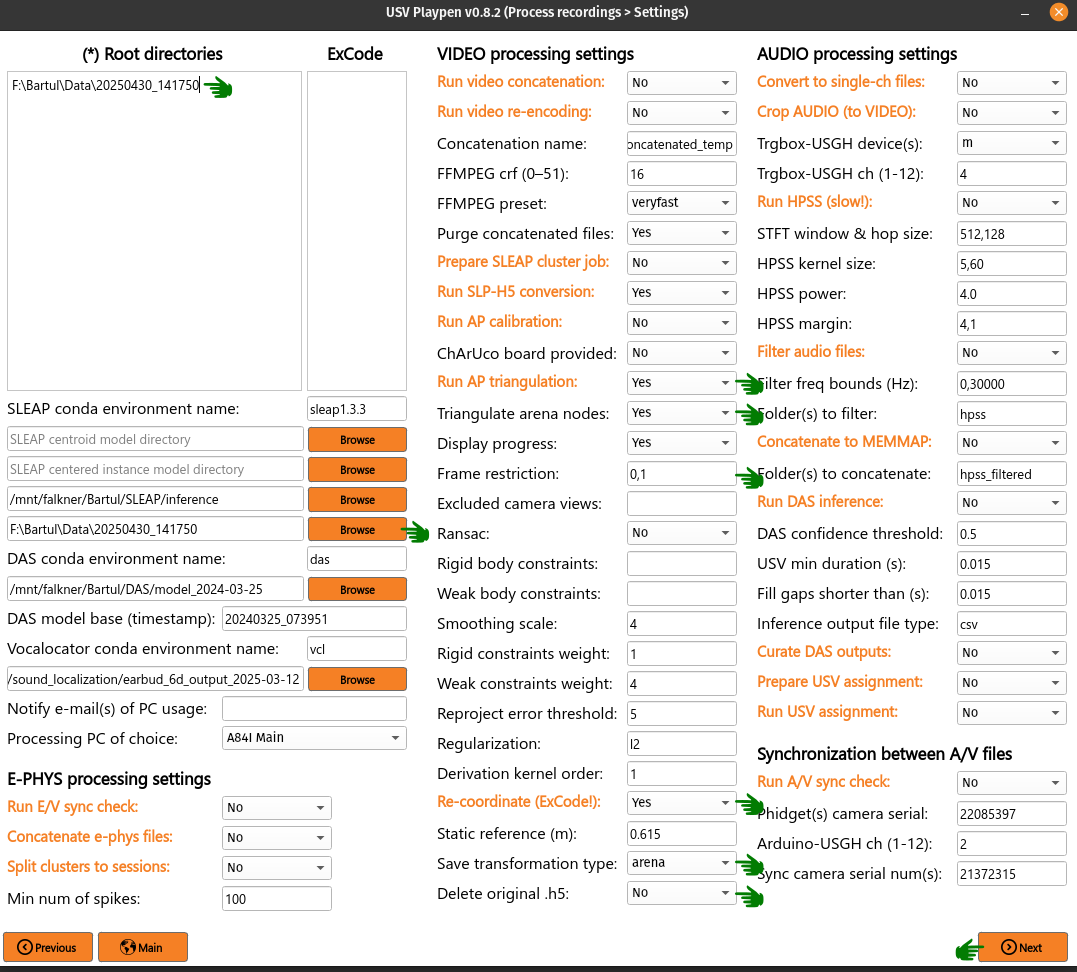 USV Playpen v0.8.2 (Process recordings > Settings)
(*) Root directories
ExCode
F:\Bartul\Data\20250430_141750
SLEAP conda environment name:
sleap1.3.3
SLEAP centroid model directory
Browse
SLEAP centered instance model directory
Browse
/mnt/falkner/Bartul/SLEAP/inference
Browse
F:\Bartul\Data\20250430_141750
Browse
DAS conda environment name:
das
/mnt/falkner/Bartul/DAS/model_2024-03-25
Browse
DAS model base (timestamp):
20240325_073951
Vocalocator conda environment name:
vcl
/sound_localization/earbud_6d_output_2025-03-12
Browse
Notify e-mail(s) of PC usage:
Processing PC of choice:
A84I Main
E-PHYS processing settings
Run E/V sync check:
No
Concatenate e-phys files:
No
Split clusters to sessions:
No
Min num of spikes:
100
VIDEO processing settings
Run video concatenation:
No
Run video re-encoding:
No
Concatenation name:
oncatenated_temp
FFMPEG crf (0–51):
16
FFMPEG preset:
veryfast
Purge concatenated files:
Yes
Prepare SLEAP cluster job:
No
Run SLP-H5 conversion:
Yes
Run AP calibration:
No
ChArUco board provided:
No
Run AP triangulation:
Yes
Triangulate arena nodes:
Yes
Display progress:
Yes
Frame restriction:
0,1
Excluded camera views:
Ransac:
No
Rigid body constraints:
Weak body constraints:
Smoothing scale:
4
Rigid constraints weight:
1
Weak constraints weight:
4
Reproject error threshold:
5
Regularization:
l2
Derivation kernel order:
1
Re-coordinate (ExCode!):
Yes
Static reference (m):
0.615
Save transformation type:
arena
Delete original .h5:
No
AUDIO processing settings
Convert to single-ch files:
No
Crop AUDIO (to VIDEO):
No
Trgbox-USGH device(s):
m
Trgbox-USGH ch (1-12):
4
Run HPSS (slow!):
No
STFT window & hop size:
512,128
HPSS kernel size:
5,60
HPSS power:
4.0
HPSS margin:
4,1
Filter audio files:
No
Filter freq bounds (Hz):
0,30000
Folder(s) to filter:
hpss
Concatenate to MEMMAP:
No
Folder(s) to concatenate:
hpss_filtered
Run DAS inference:
No
DAS confidence threshold:
0.5
USV min duration (s):
0.015
Fill gaps shorter than (s):
0.015
Inference output file type:
csv
Curate DAS outputs:
No
Prepare USV assignment:
No
Run USV assignment:
No
Synchronization between A/V files
Run A/V sync check:
No
Phidget(s) camera serial:
22085397
Arduino-USGH ch (1-12):
2
Sync camera serial num(s):
21372315
Previous
Main
Next